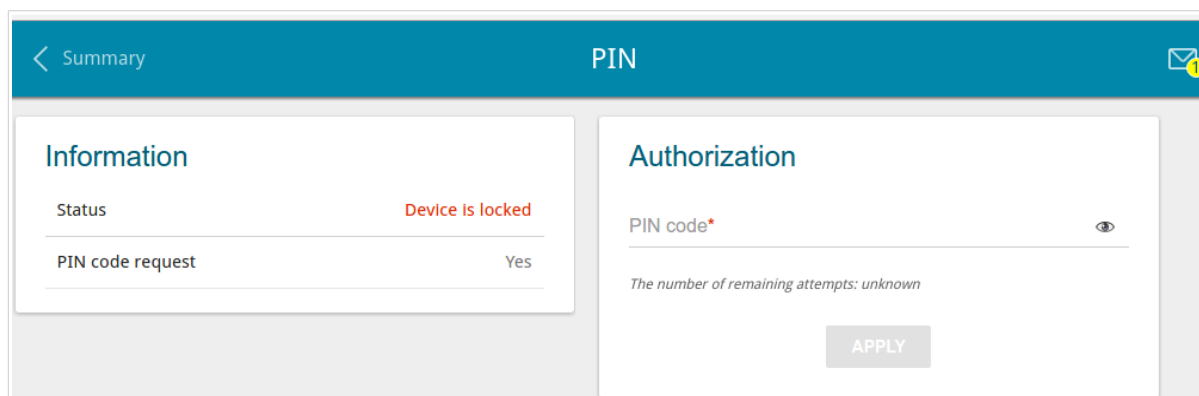 Summary
PIN
1
Information
Status Device is locked
PIN code request Yes
Authorization
PIN code*
The number of remaining attempts: unknown
APPLY